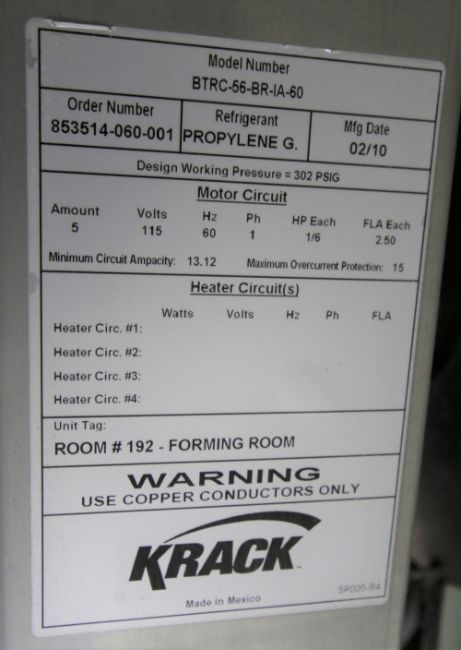 Model Number
BTRC-56-BR-IA-60
Order Number Refrigerant Mfg Date
853514-060-001 PROPYLENE G. 02/10
Design Working Pressure = 302 PSIG
Motor Circuit
Amount Volts Hz Ph HP Each FLA Each
5 115 60 1 1/6 2.50
Minimum Circuit Ampacity: 13.12 Maximum Overcurrent Protection: 15
Heater Circuit(s)
Watts Volts Hz Ph FLA
Heater Circ. #1:
Heater Circ. #2:
Heater Circ. #3:
Heater Circ. #4:
Unit Tag:
ROOM # 192 - FORMING ROOM
WARNING
USE COPPER CONDUCTORS ONLY
KRACK
SP005-R4
Made in Mexico